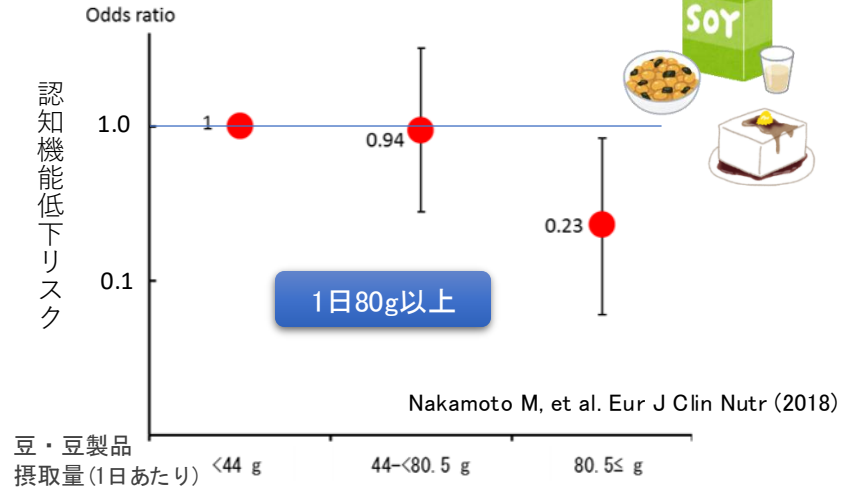 Odds ratio
SOY
認知機能低下リスク
1.0
1
0.94
0.23
0.1
1日80g以上
Nakamoto M, et al. Eur J Clin Nutr (2018)
豆・豆製品
摂取量(1日あたり)
<44 g
44-<80.5 g
80.5≤ g